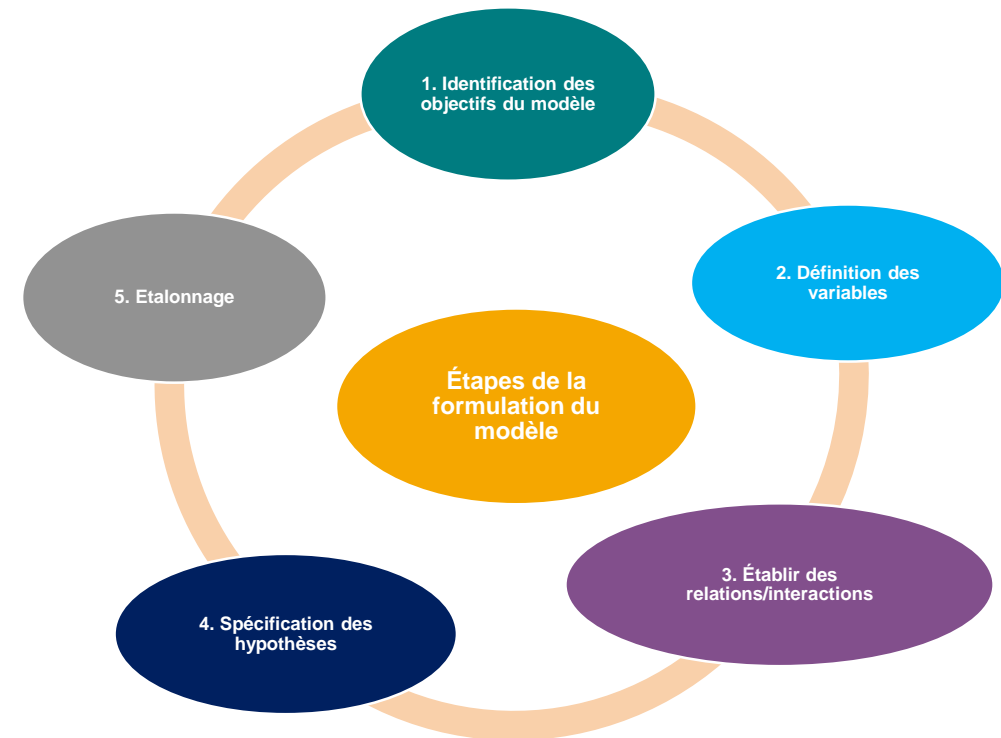 1. Identification des
objectifs du modèle
2. Définition des
variables
5. Etalonnage
Étapes de la
formulation du
modèle
3. Établir des
relations/interactions
4. Spécification des
hypothèses